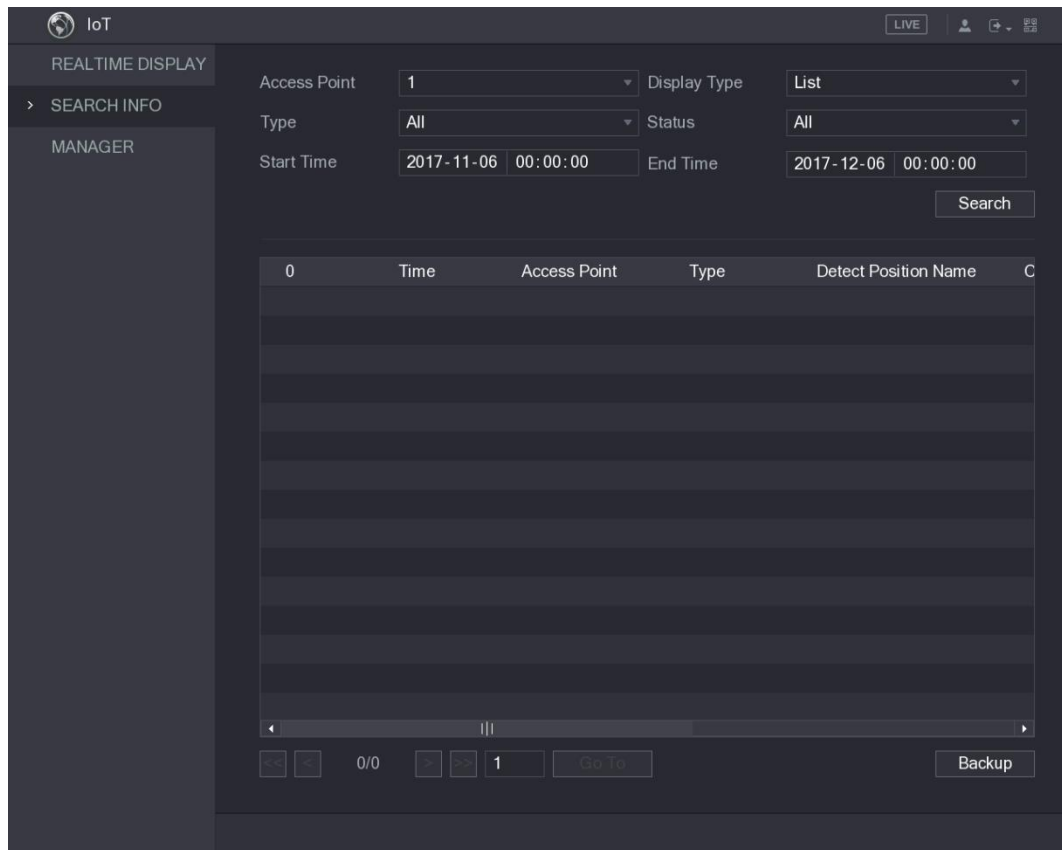 IoT LIVE
REALTIME DISPLAY
SEARCH INFO
MANAGER
Access Point 1 Display Type List
Type All Status All
Start Time 2017-11-06 00:00:00 End Time 2017-12-06 00:00:00
Search
0 Time Access Point Type Detect Position Name
<< < 0/0 > >> 1 Go To Backup